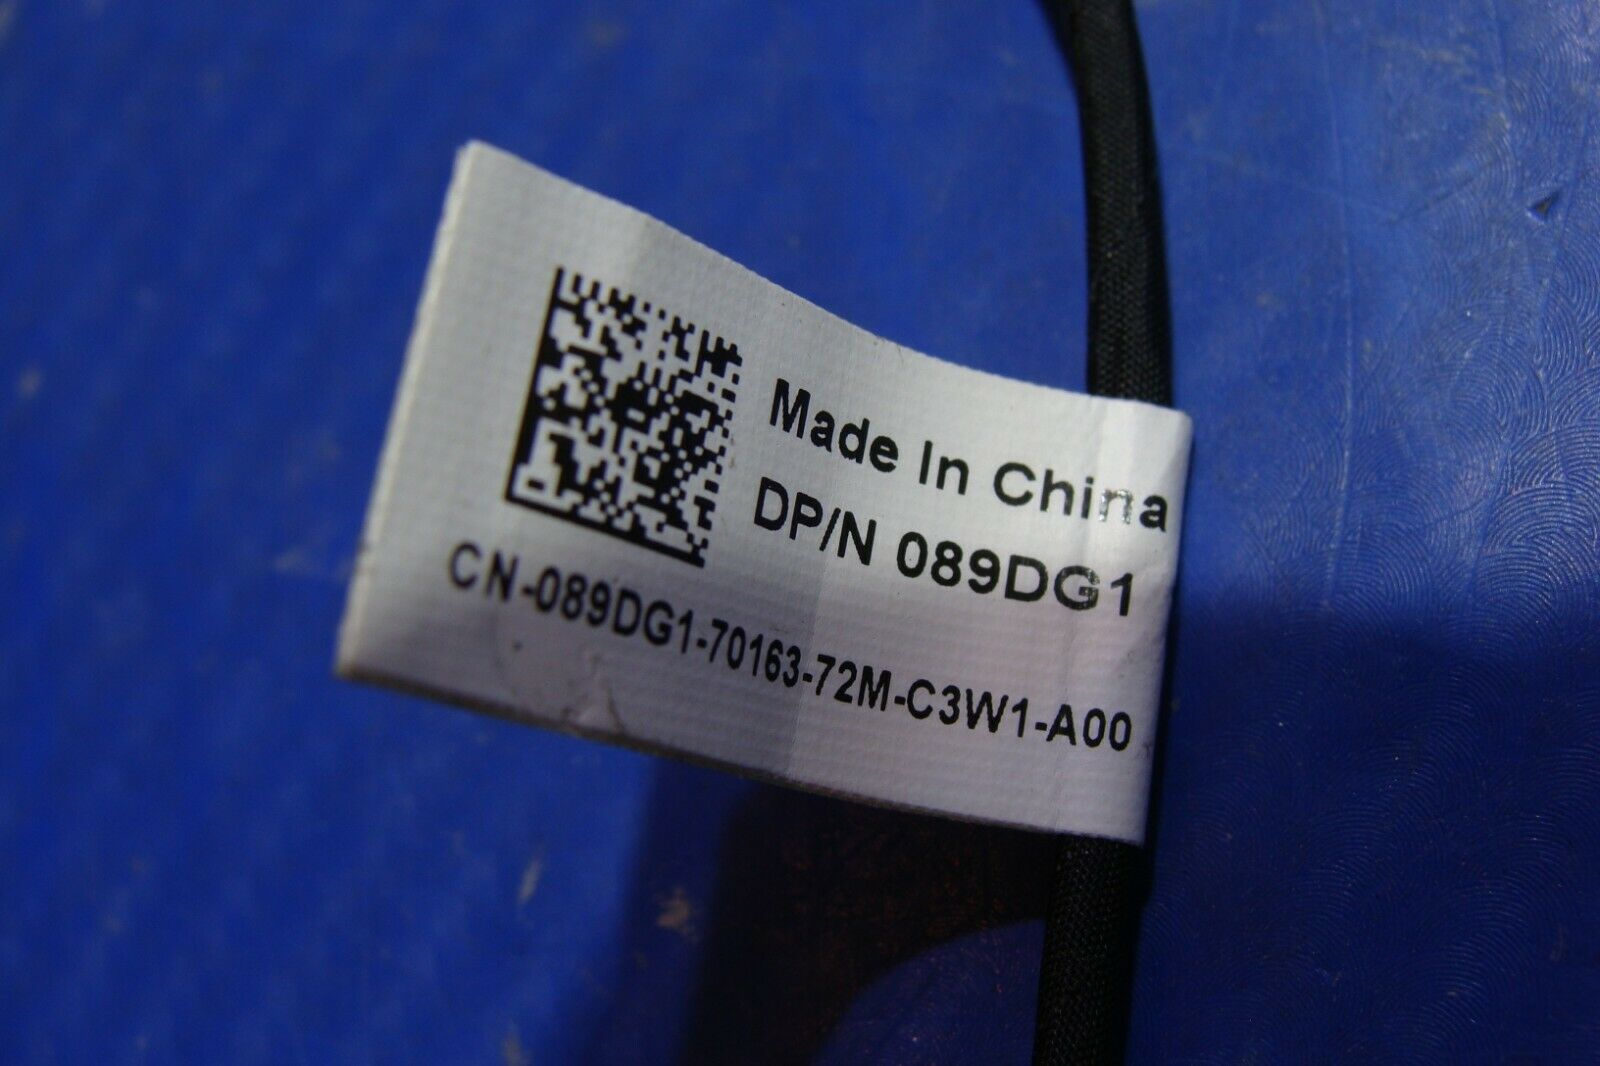 Made In China
DP/N 089DG1
CN-089DG1-70163-72M-C3W1-A00